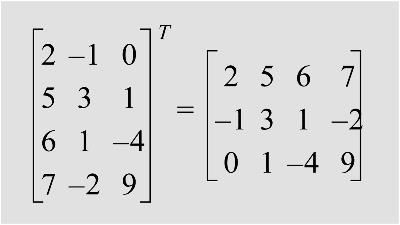 [2 –1 0
5 3 1
6 1 –4
7 –2 9]ᵀ
=
[2 5 6 7
–1 3 1 –2
0 1 –4 9]